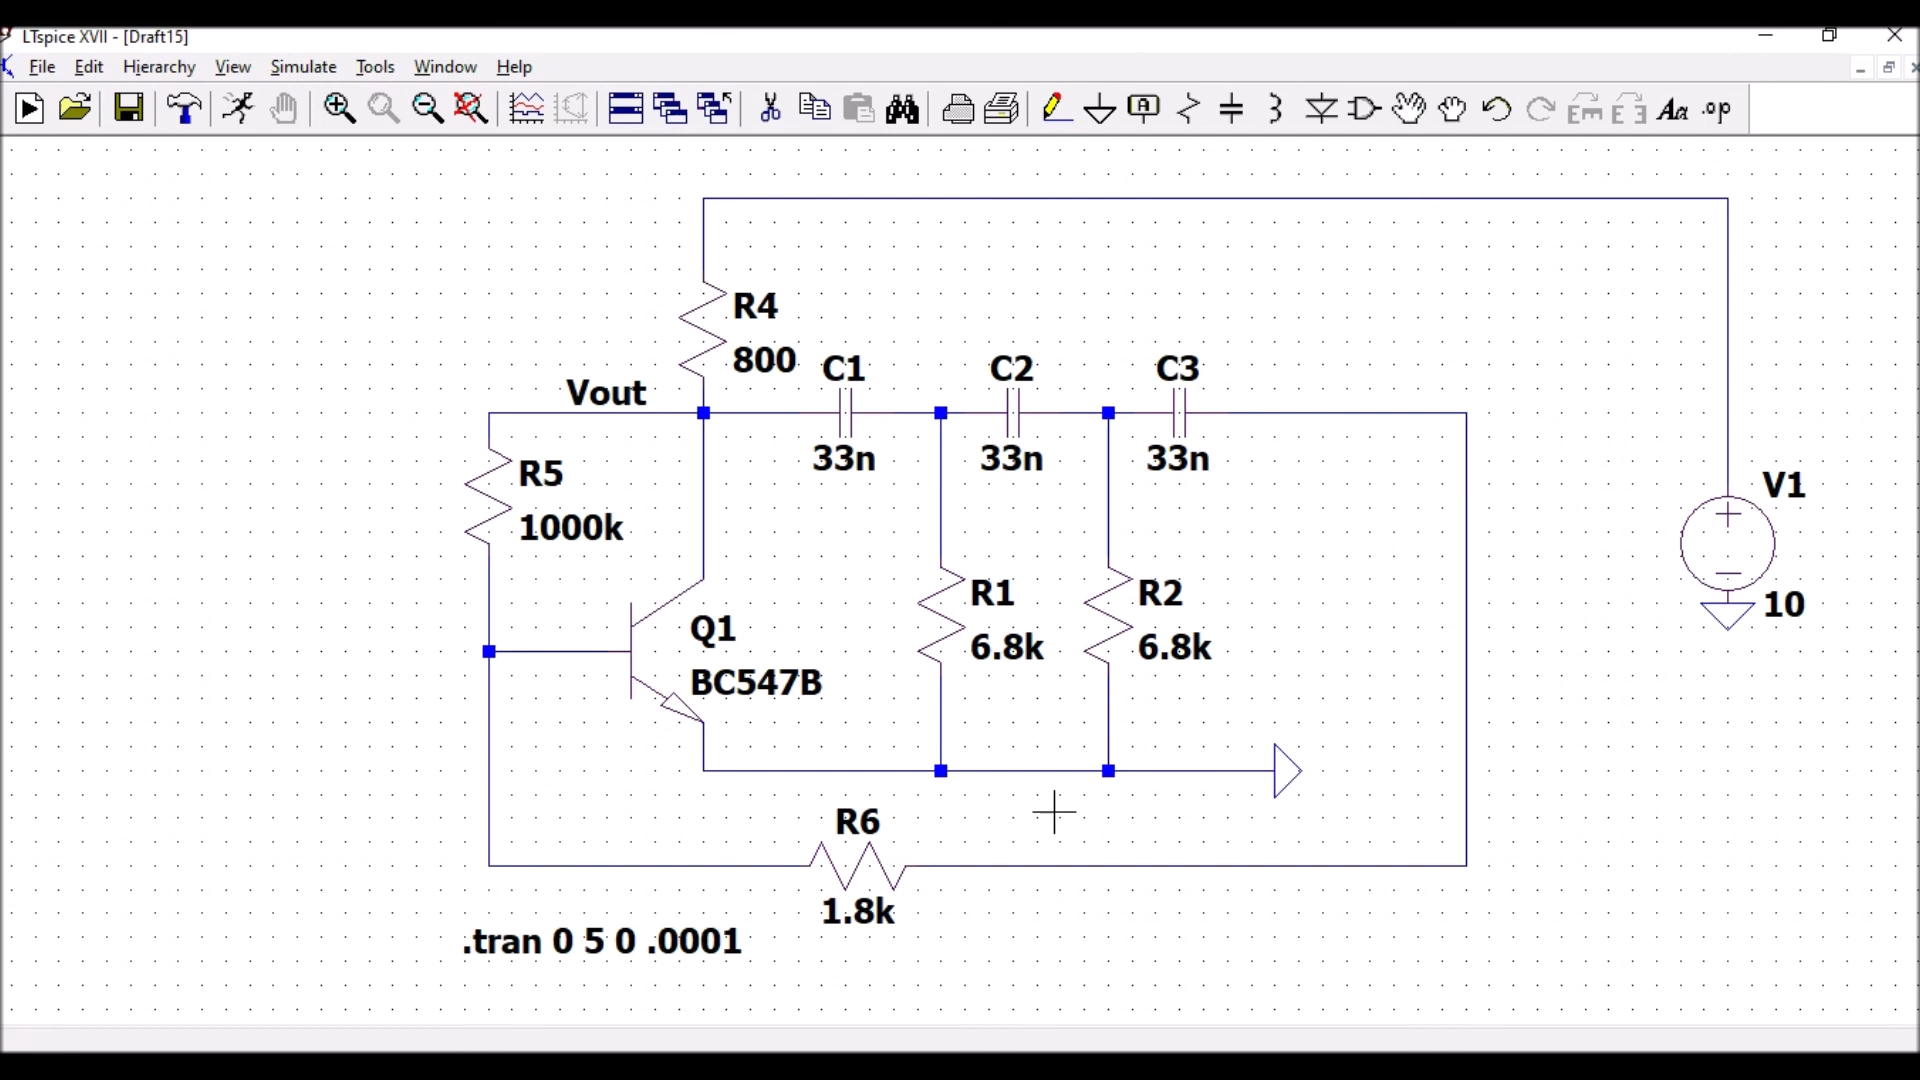 LTspice XVII - [Draft15]
File Edit Hierarchy View Simulate Tools Window Help
A Aa .op
R4
800
C1
C2
C3
Vout
33n
33n
33n
R5
1000k
V1
10
R1
6.8k
R2
6.8k
Q1
BC547B
R6
1.8k
.tran 0 5 0 .0001